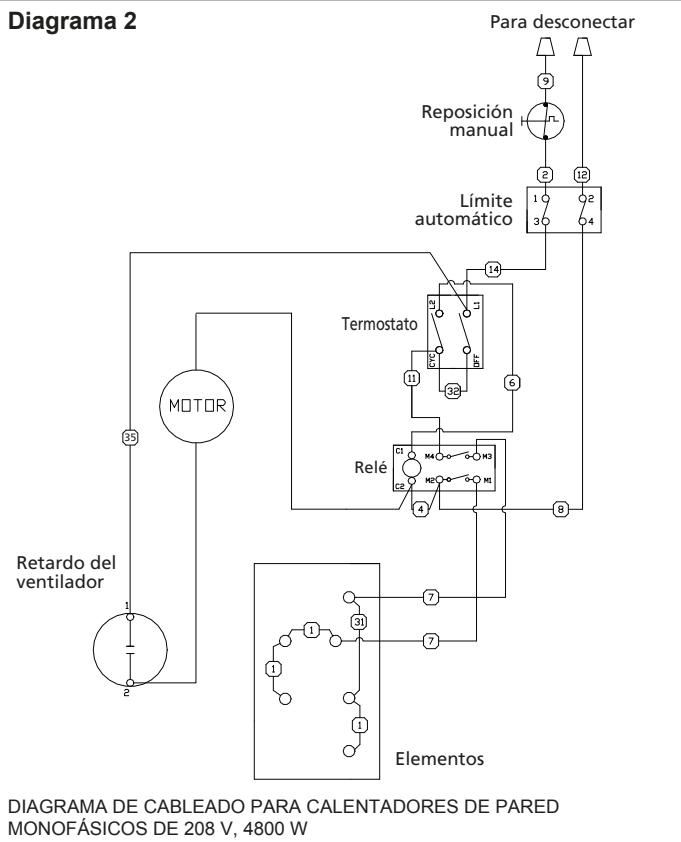 Diagrama 2
Para desconectar
9
Reposición
manual
2
12
Límite
automático
1
2
3
4
14
Termostato
L2
L1
CYC
OFF
11
32
6
MOTOR
35
Relé
C1
M4
M3
C2
M2
M1
4
8
Retardo del
ventilador
1
2
7
31
1
7
1
1
Elementos
DIAGRAMA DE CABLEADO PARA CALENTADORES DE PARED
MONOFÁSICOS DE 208 V, 4800 W